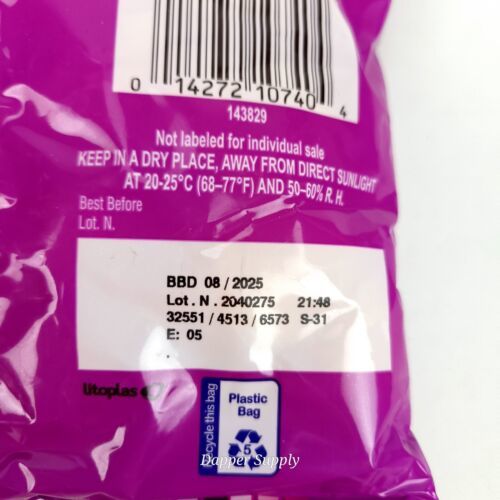 0 14272 10740 4
143829
Not labeled for individual sale
KEEP IN A DRY PLACE, AWAY FROM DIRECT SUNLIGHT
AT 20-25°C (68–77°F) AND 50–60% R.H.
Best Before
Lot. N.
BBD 08 / 2025
Lot . N . 2040275 21:48
32551 / 4513 / 6573 S-31
E: 05
litoplas
recycle this bag
Plastic
Bag
5
Dapper Supply